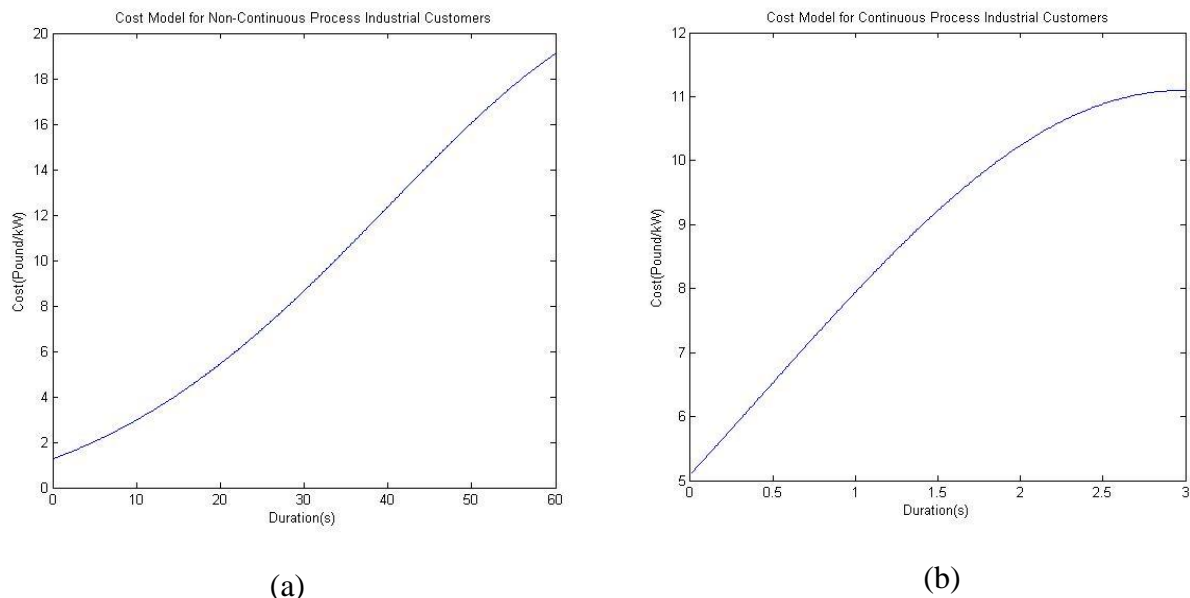 Cost Model for Non-Continuous Process Industrial Customers
20
18
16
14
12
10
8
6
4
2
0
Cost(Pound/kW)
0 10 20 30 40 50 60
Duration(s)
(a)
Cost Model for Continuous Process Industrial Customers
12
11
10
9
8
7
6
5
Cost(Pound/kW)
0 0.5 1 1.5 2 2.5 3
Duration(s)
(b)